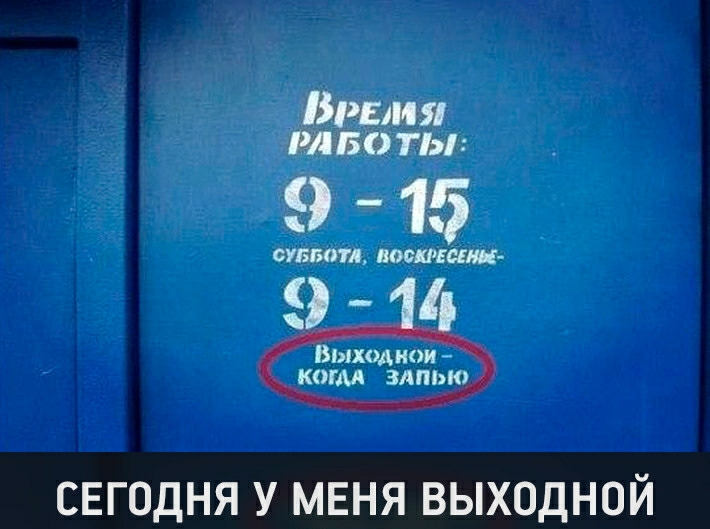 Время
работы:
9 - 15
суббота, воскресенье-
9 - 14
Выходной -
когда запью
СЕГОДНЯ У МЕНЯ ВЫХОДНОЙ